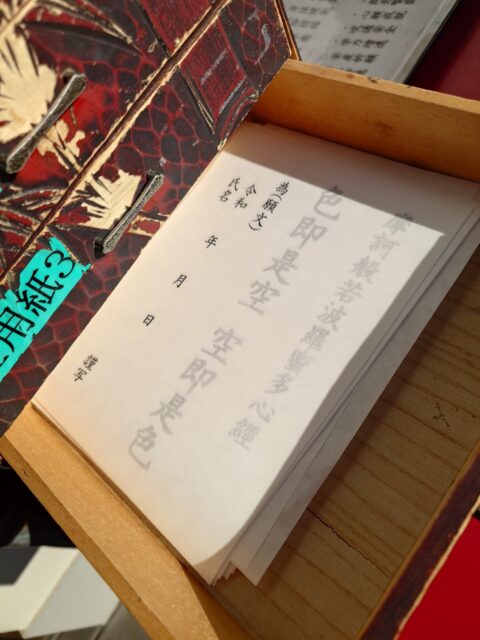 摩訶般若波羅蜜多心經
色即是空 空即是色
為(願文)
令和 年 月 日
氏名 謹写
用紙3